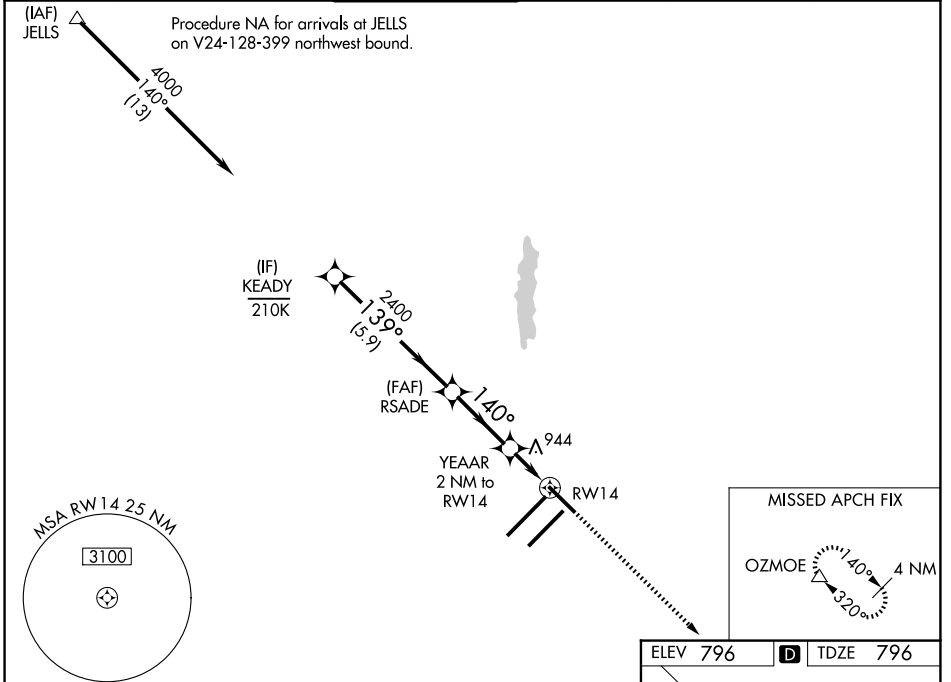 (IAF)
JELLS
Procedure NA for arrivals at JELLS
on V24-128-399 northwest bound.
4000
140°
(13)
(IF)
KEADY
210K
2400
139°
(5.9)
(FAF)
RSADE
140°
944
YEAAR
2 NM to
RW14
RW14
MSA RW14 25 NM
3100
MISSED APCH FIX
OZMOE
140°
4 NM
320°
ELEV 796
D
TDZE 796